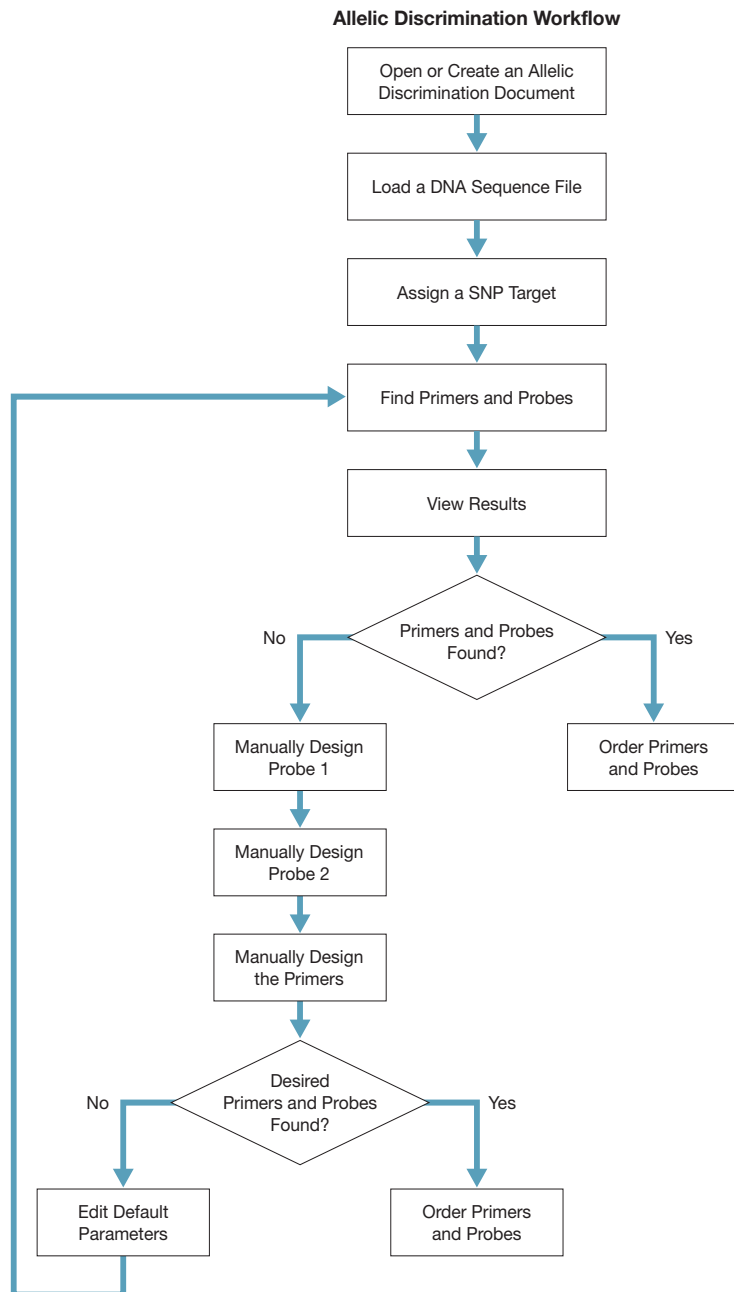 Allelic Discrimination Workflow
Open or Create an Allelic
Discrimination Document
Load a DNA Sequence File
Assign a SNP Target
Find Primers and Probes
View Results
Primers and Probes
Found?
No
Yes
Manually Design
Probe 1
Order Primers
and Probes
Manually Design
Probe 2
Manually Design
the Primers
Desired
Primers and Probes
Found?
No
Yes
Edit Default
Parameters
Order Primers
and Probes